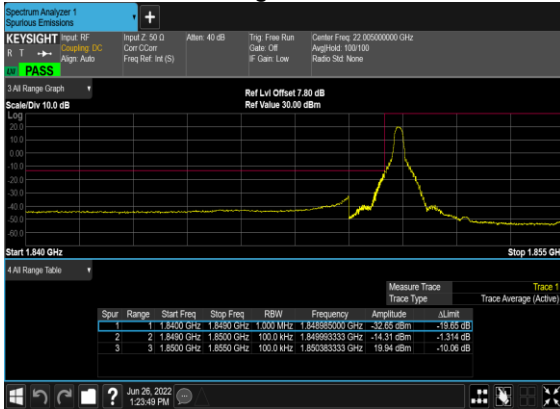 Spectrum Analyzer 1
Spurious Emissions
KEYSIGHT Input: RF Input Z: 50 Ω Atten: 40 dB Trig: Free Run Center Freq: 22.005000000 GHz
R T Coupling: DC Corr CCorr Gate: Off Avg|Hold: 100/100
Align: Auto Freq Ref: Int (S) IF Gain: Low Radio Std: None
PASS
3 All Range Graph
Ref Lvl Offset 7.80 dB
Scale/Div 10.0 dB Ref Value 30.00 dBm
Log
20.0
10.0
0.00
-10.0
-20.0
-30.0
-40.0
-50.0
-60.0
Start 1.840 GHz Stop 1.855 GH
4 All Range Table
Measure Trace Trace 1
Trace Type Trace Average (Active)
Spur Range Start Freq Stop Freq RBW Frequency Amplitude ΔLimit
1 1 1.8400 GHz 1.8490 GHz 1.000 MHz 1.848985000 GHz -32.65 dBm -19.65 dB
2 2 1.8490 GHz 1.8500 GHz 100.0 kHz 1.849993333 GHz -14.31 dBm -1.314 dB
3 3 1.8500 GHz 1.8550 GHz 100.0 kHz 1.850383333 GHz 19.94 dBm -10.06 dB
Jun 26, 2022
1:23:49 PM